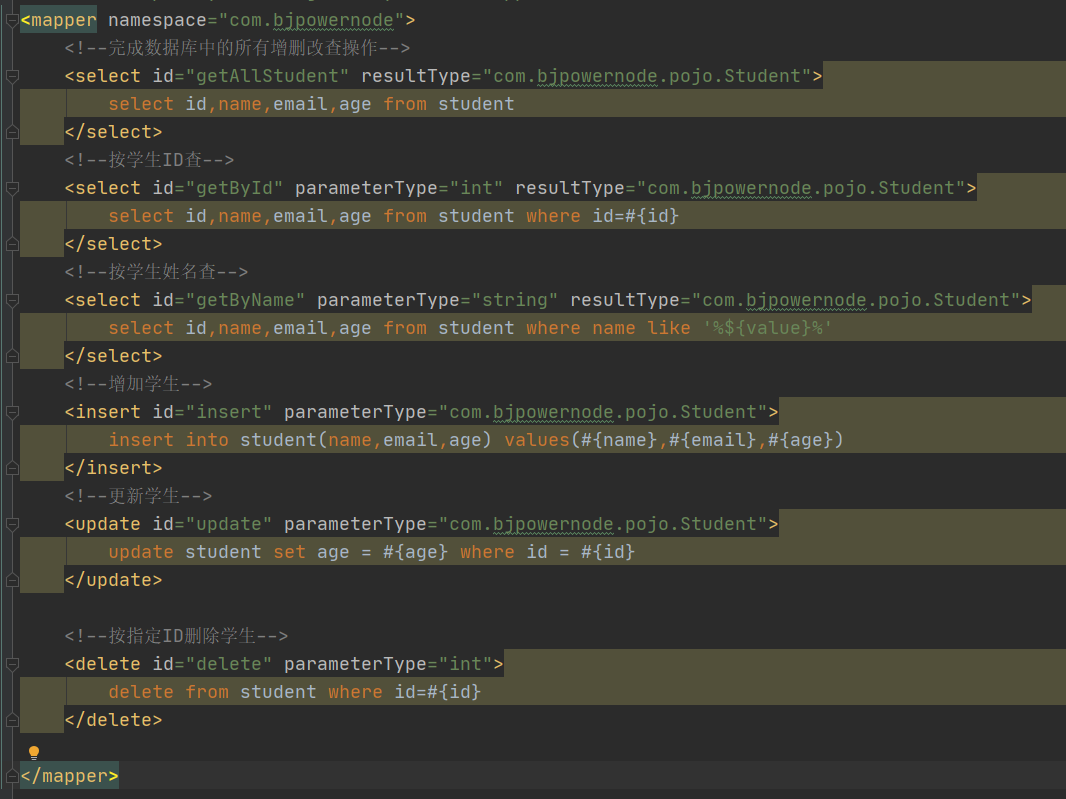 <mapper namespace="com.bjpowernode">
<!--完成数据库中的所有增删改查操作-->
<select id="getAllStudent" resultType="com.bjpowernode.pojo.Student">
select id,name,email,age from student
</select>
<!--按学生ID查-->
<select id="getById" parameterType="int" resultType="com.bjpowernode.pojo.Student">
select id,name,email,age from student where id=#{id}
</select>
<!--按学生姓名查-->
<select id="getByName" parameterType="string" resultType="com.bjpowernode.pojo.Student">
select id,name,email,age from student where name like '%${value}%'
</select>
<!--增加学生-->
<insert id="insert" parameterType="com.bjpowernode.pojo.Student">
insert into student(name,email,age) values(#{name},#{email},#{age})
</insert>
<!--更新学生-->
<update id="update" parameterType="com.bjpowernode.pojo.Student">
update student set age = #{age} where id = #{id}
</update>
<!--按指定ID删除学生-->
<delete id="delete" parameterType="int">
delete from student where id=#{id}
</delete>
</mapper>